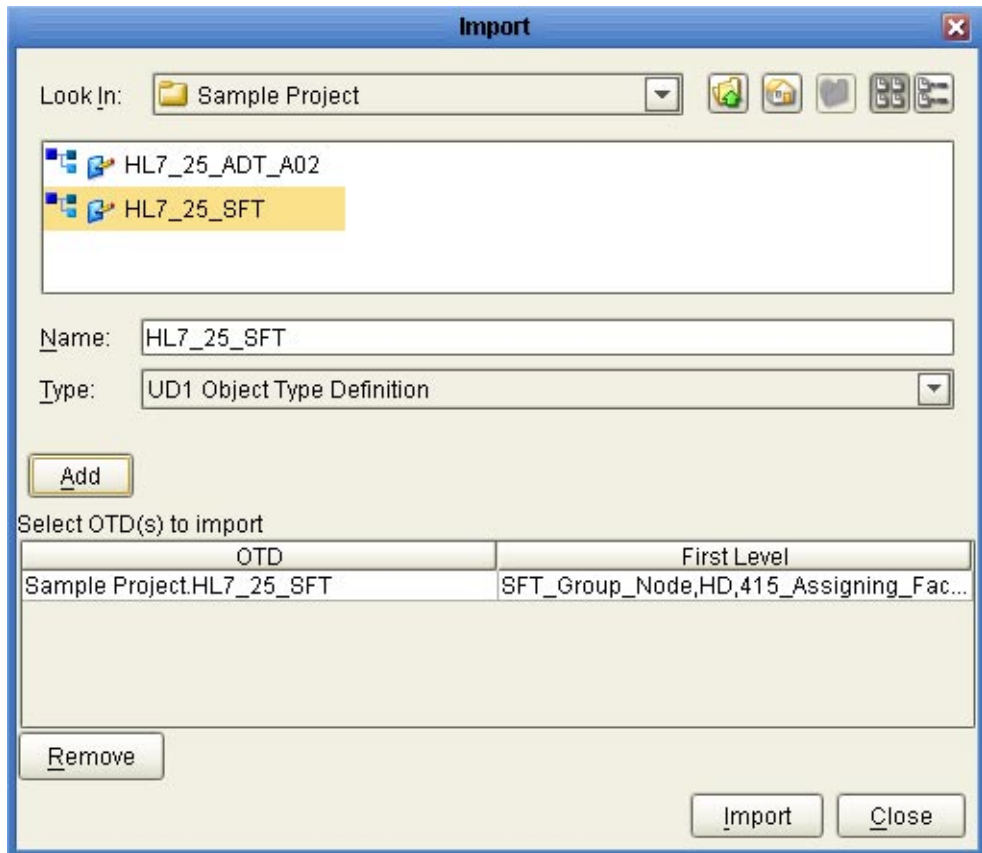 Import
Look In: Sample Project
HL7_25_ADT_A02
HL7_25_SFT
Name: HL7_25_SFT
Type: UD1 Object Type Definition
Add
Select OTD(s) to import
OTD First Level
Sample Project.HL7_25_SFT SFT_Group_Node,HD,415_Assigning_Fac...
Remove
Import Close